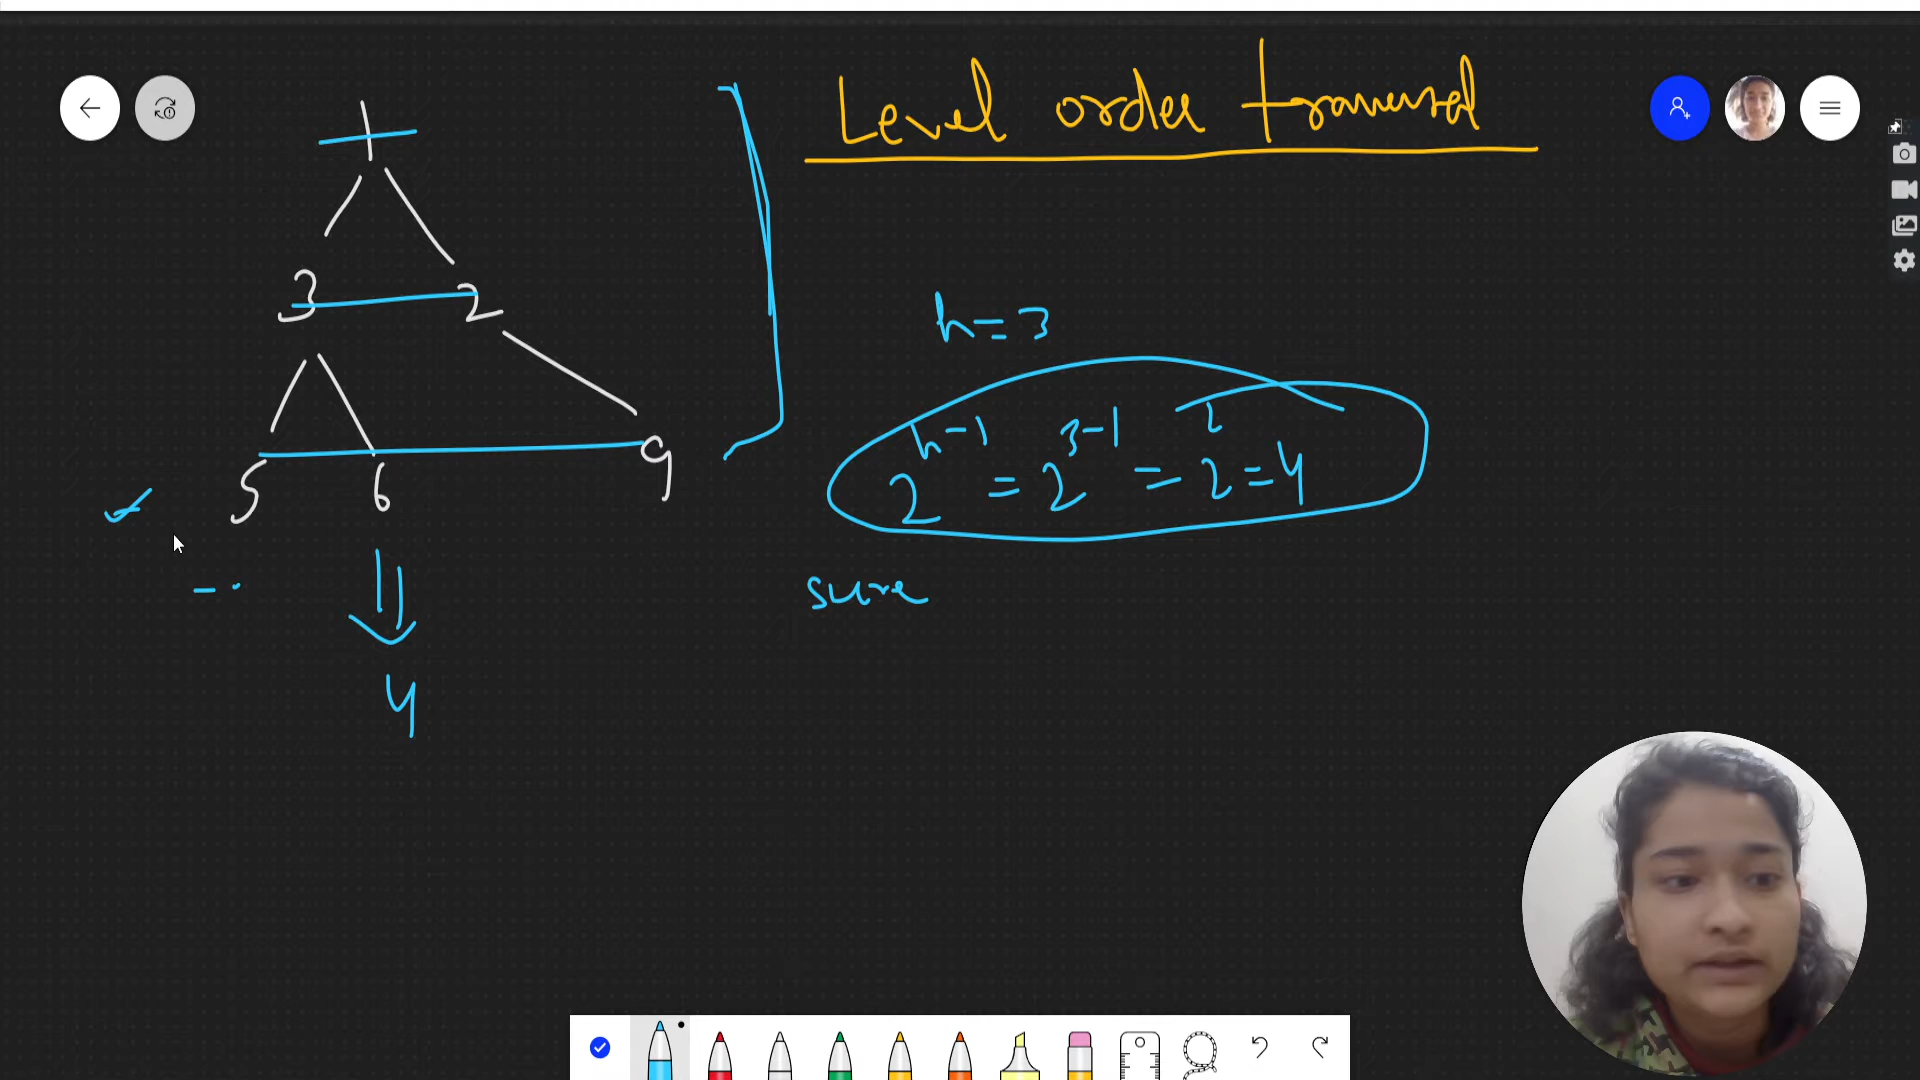 Level order traversal
1
3 2
5 6 9
4
h=3
2^{h-1} = 2^{3-1} = 2^2 = 4
sure